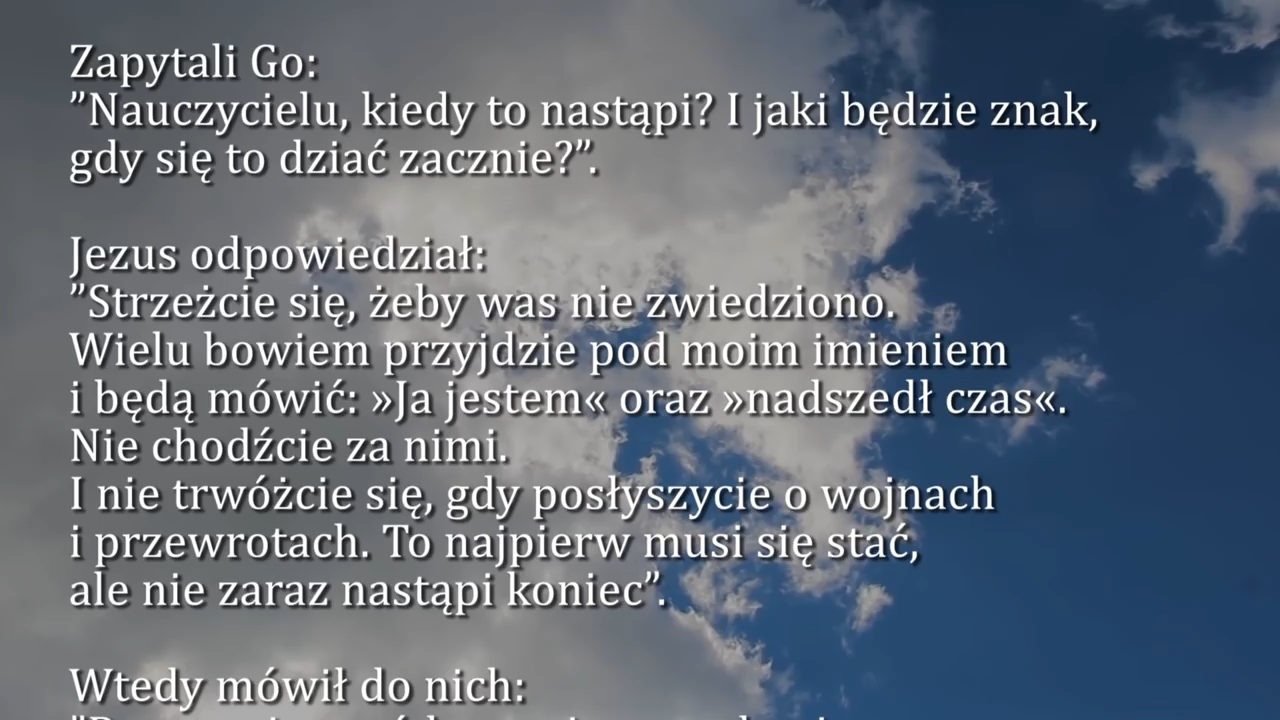 Zapytali Go:
”Nauczycielu, kiedy to nastąpi? I jaki będzie znak,
gdy się to dziać zacznie?”.
Jezus odpowiedział:
”Strzeżcie się, żeby was nie zwiedziono.
Wielu bowiem przyjdzie pod moim imieniem
i będą mówić: »Ja jestem« oraz »nadszedł czas«.
Nie chodźcie za nimi.
I nie trwóżcie się, gdy posłyszycie o wojnach
i przewrotach. To najpierw musi się stać,
ale nie zaraz nastąpi koniec”.
Wtedy mówił do nich: